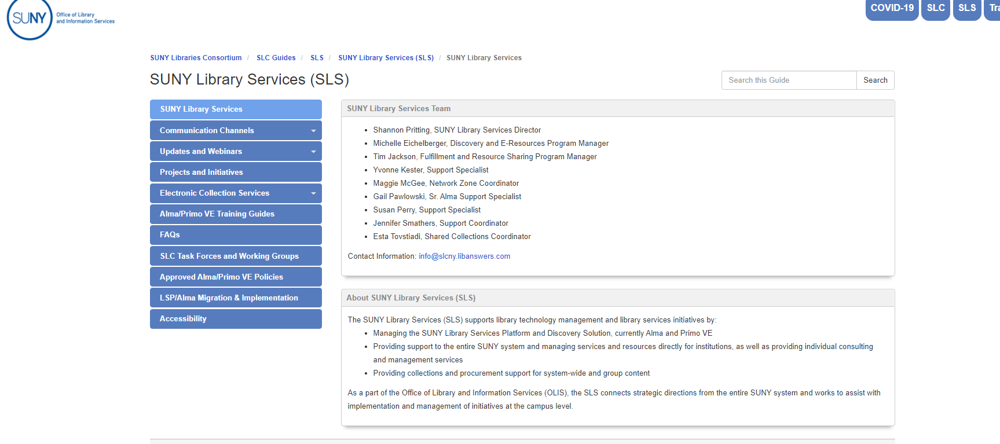 SUNY
Office of Library
and Information Services
COVID-19
SLC
SLS
SUNY Libraries Consortium / SLC Guides / SLS / SUNY Library Services (SLS) / SUNY Library Services
SUNY Library Services (SLS)
Search this Guide
Search
SUNY Library Services
Communication Channels
Updates and Webinars
Projects and Initiatives
Electronic Collection Services
Alma/Primo VE Training Guides
FAQs
SLC Task Forces and Working Groups
Approved Alma/Primo VE Policies
LSP/Alma Migration & Implementation
Accessibility
SUNY Library Services Team
Shannon Pritting, SUNY Library Services Director
Michelle Eichelberger, Discovery and E-Resources Program Manager
Tim Jackson, Fulfillment and Resource Sharing Program Manager
Yvonne Kester, Support Specialist
Maggie McGee, Network Zone Coordinator
Gail Pawlowski, Sr. Alma Support Specialist
Susan Perry, Support Specialist
Jennifer Smathers, Support Coordinator
Esta Tovstiadi, Shared Collections Coordinator
Contact Information: info@slcny.libanswers.com
About SUNY Library Services (SLS)
The SUNY Library Services (SLS) supports library technology management and library services initiatives by:
Managing the SUNY Library Services Platform and Discovery Solution, currently Alma and Primo VE
Providing support to the entire SUNY system and managing services and resources directly for institutions, as well as providing individual consulting
and management services
Providing collections and procurement support for system-wide and group content
As a part of the Office of Library and Information Services (OLIS), the SLS connects strategic directions from the entire SUNY system and works to assist with
implementation and management of initiatives at the campus level.